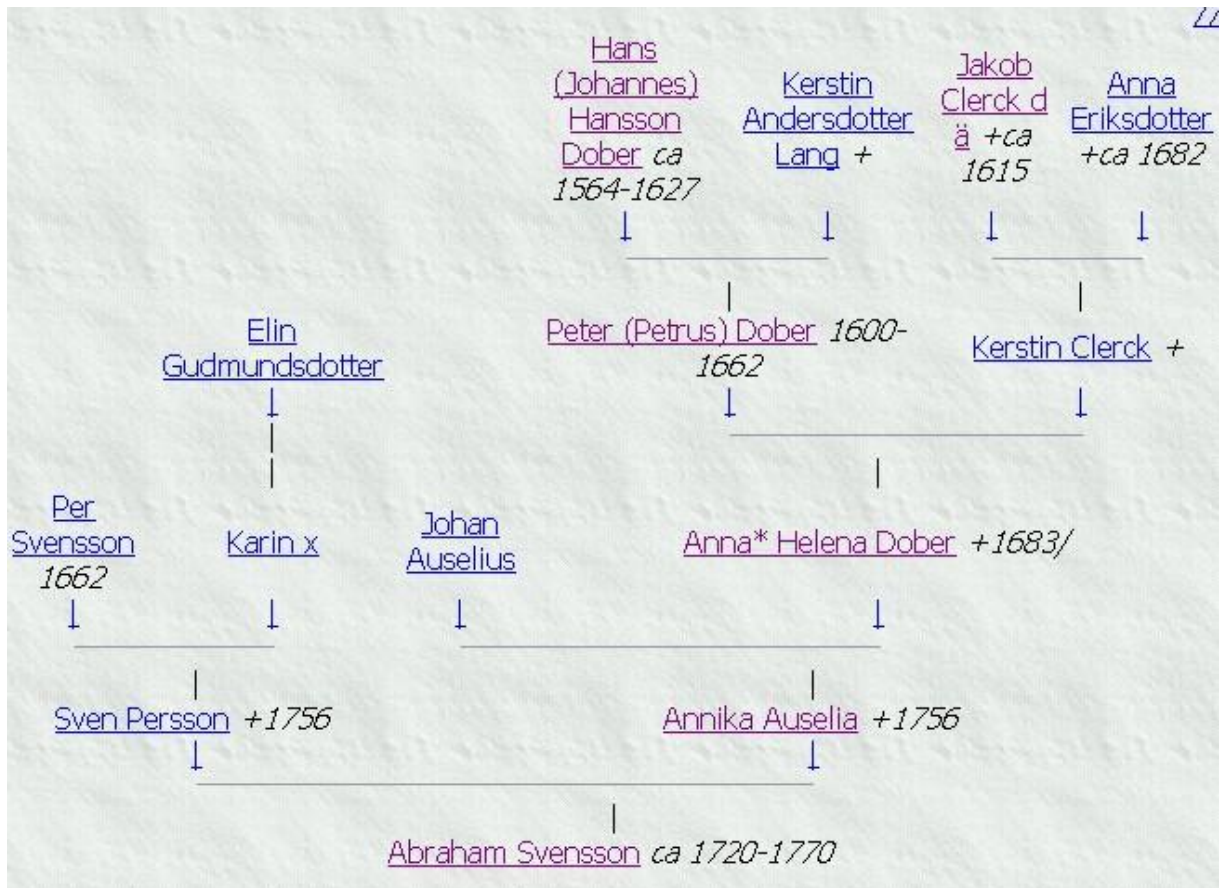 Hans
(Johannes)
Hansson
Dober ca
1564-1627
Kerstin
Andersdotter
Lang +
Jakob
Clerck d
ä +ca
1615
Anna
Eriksdotter
+ca 1682
Elin
Gudmundsdotter
Peter (Petrus) Dober 1600-
1662
Kerstin Clerck +
Per
Svensson
1662
Karin x
Johan
Auselius
Anna* Helena Dober +1683/
Sven Persson +1756
Annika Auselia +1756
Abraham Svensson ca 1720-1770